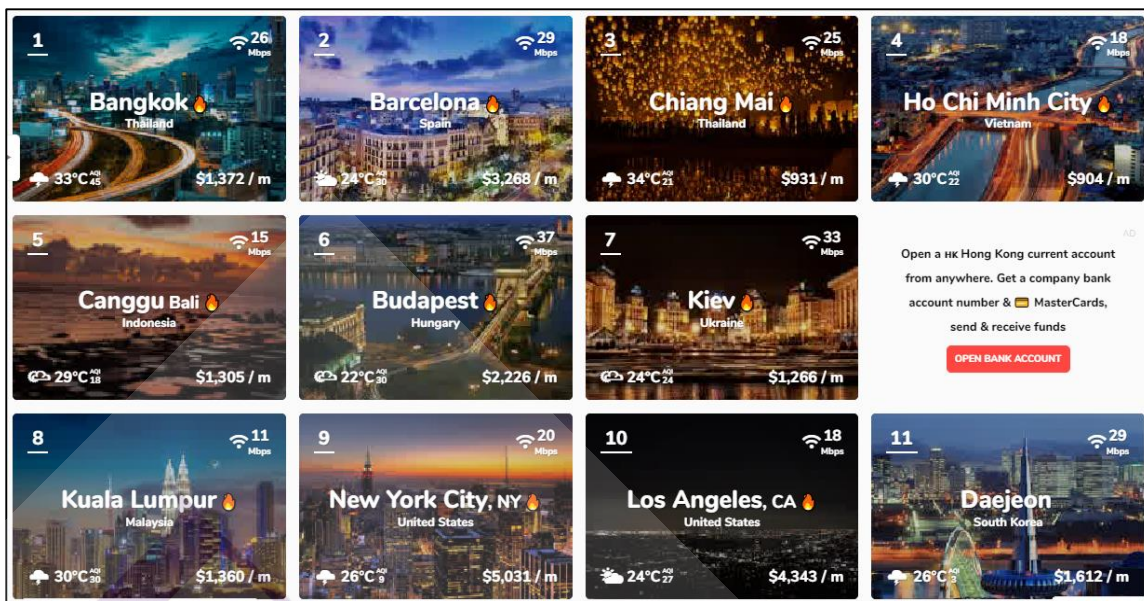 1
26
Mbps
Bangkok 🔥
Thailand
33°C AQI 45
$1,372 / m
2
29
Mbps
Barcelona 🔥
Spain
24°C AQI 30
$3,268 / m
3
25
Mbps
Chiang Mai 🔥
Thailand
34°C AQI 21
$931 / m
4
18
Mbps
Ho Chi Minh City 🔥
Vietnam
30°C AQI 22
$904 / m
5
15
Mbps
Canggu Bali 🔥
Indonesia
29°C AQI 18
$1,305 / m
6
37
Mbps
Budapest 🔥
Hungary
22°C AQI 30
$2,226 / m
7
33
Mbps
Kiev 🔥
Ukraine
24°C AQI 24
$1,266 / m
AD
Open a HK Hong Kong current account
from anywhere. Get a company bank
account number & 💳 MasterCards,
send & receive funds
OPEN BANK ACCOUNT
8
11
Mbps
Kuala Lumpur 🔥
Malaysia
30°C AQI 30
$1,360 / m
9
20
Mbps
New York City, NY 🔥
United States
26°C AQI 9
$5,031 / m
10
18
Mbps
Los Angeles, CA 🔥
United States
24°C AQI 27
$4,343 / m
11
29
Mbps
Daejeon
South Korea
26°C AQI 3
$1,612 / m